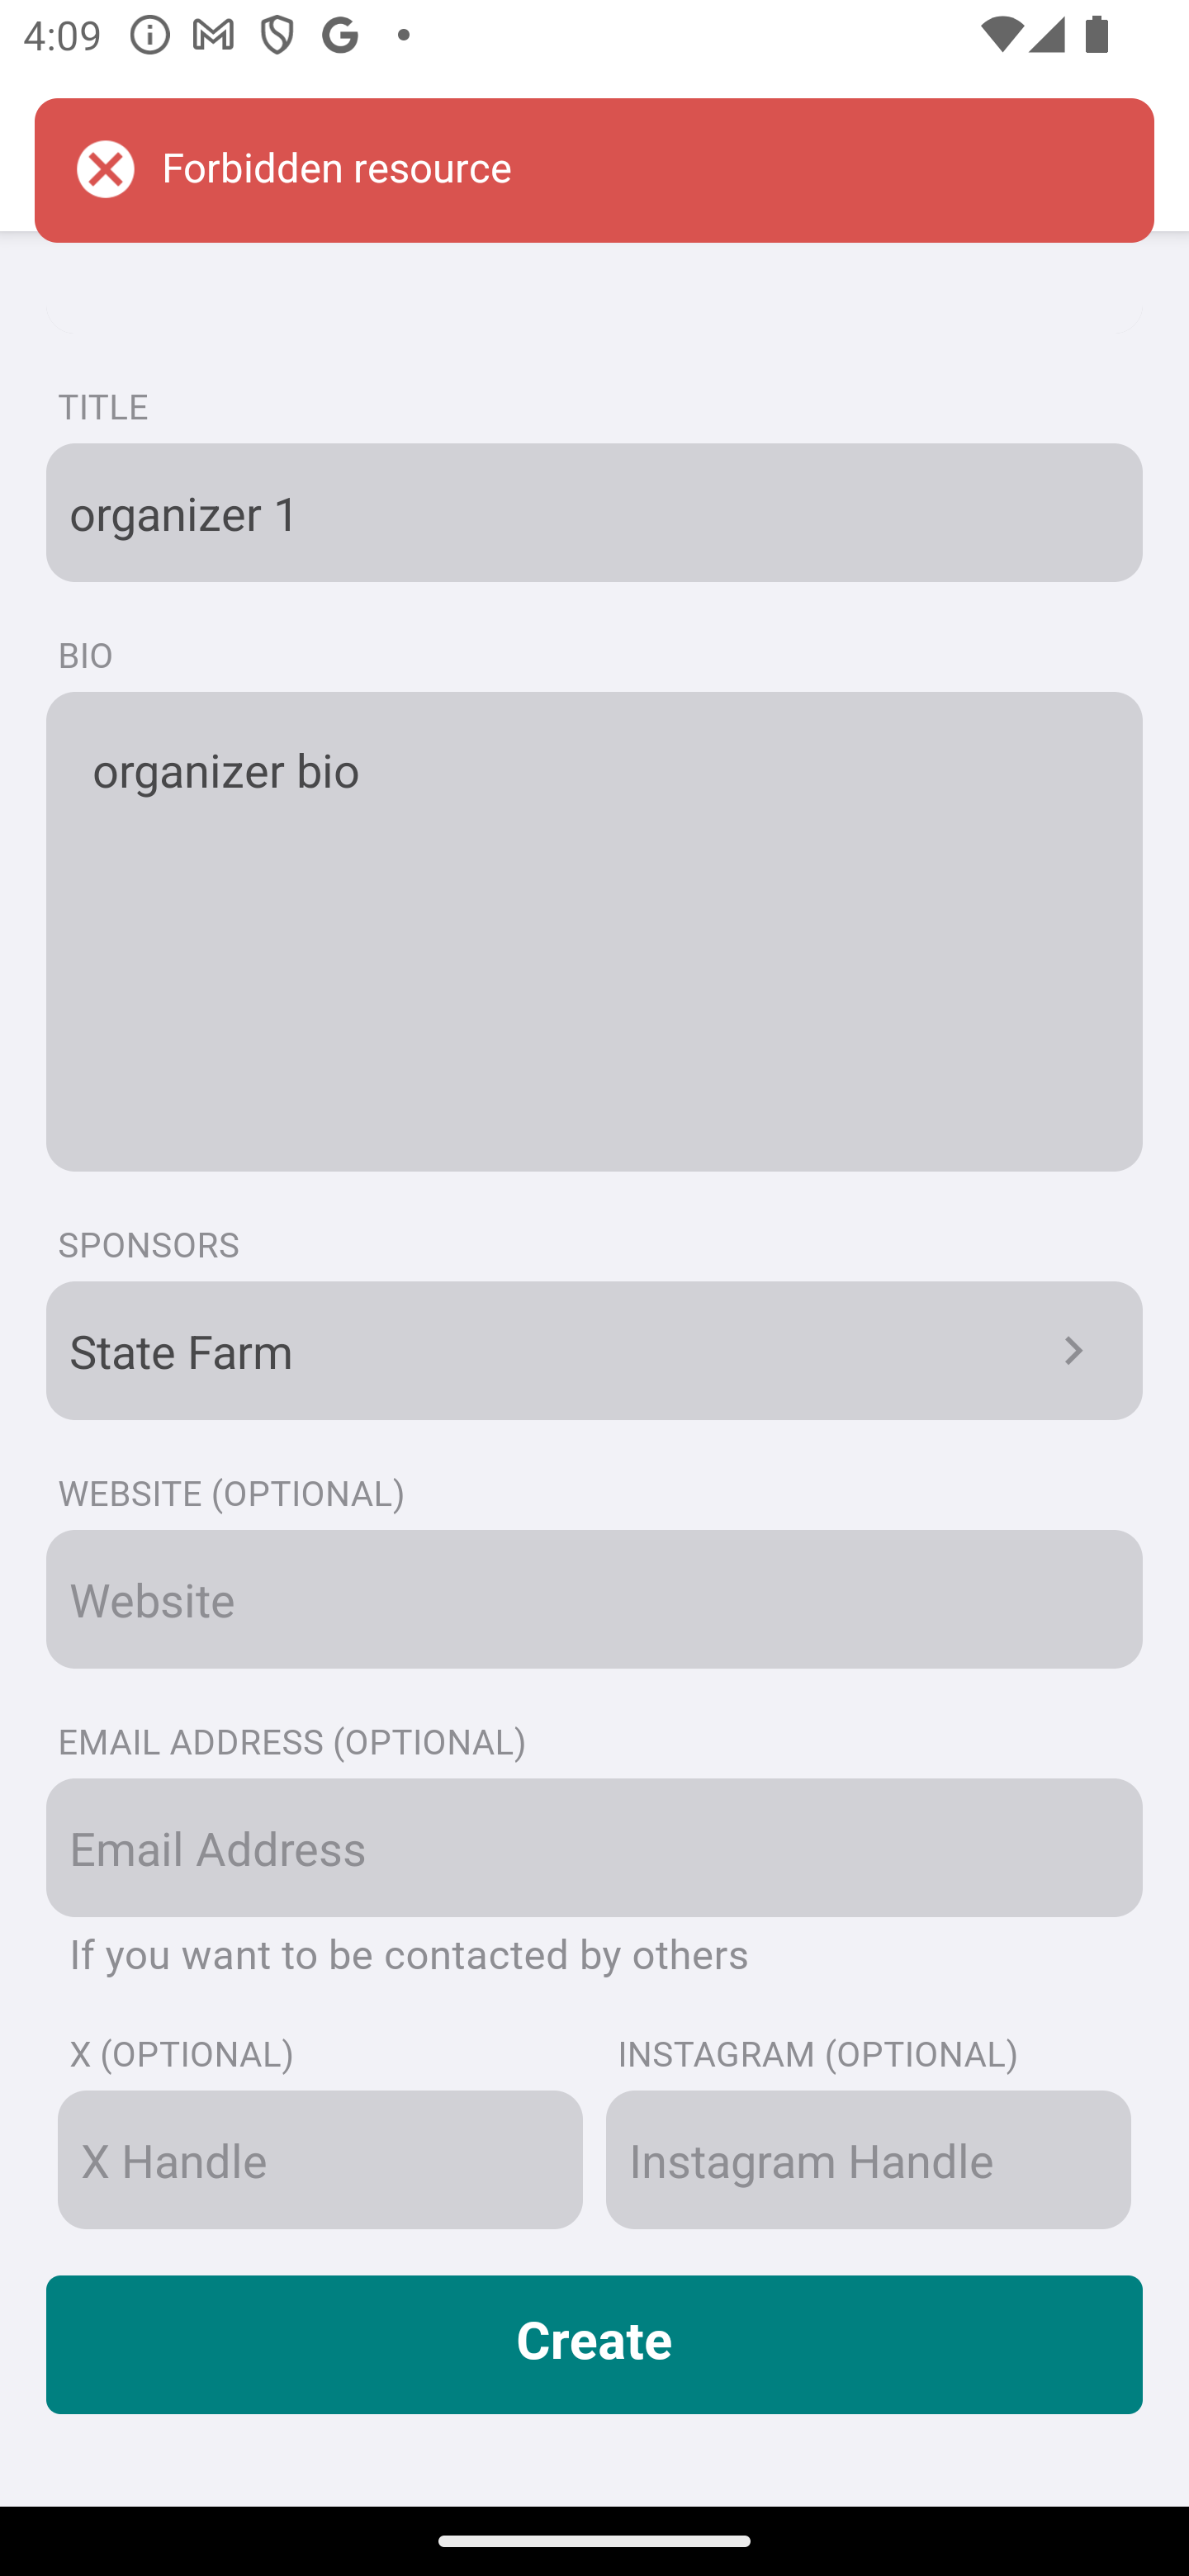 4:09
Forbidden resource
TITLE
organizer 1
BIO
organizer bio
SPONSORS
State Farm
WEBSITE (OPTIONAL)
Website
EMAIL ADDRESS (OPTIONAL)
Email Address
If you want to be contacted by others
X (OPTIONAL)
INSTAGRAM (OPTIONAL)
X Handle
Instagram Handle
Create